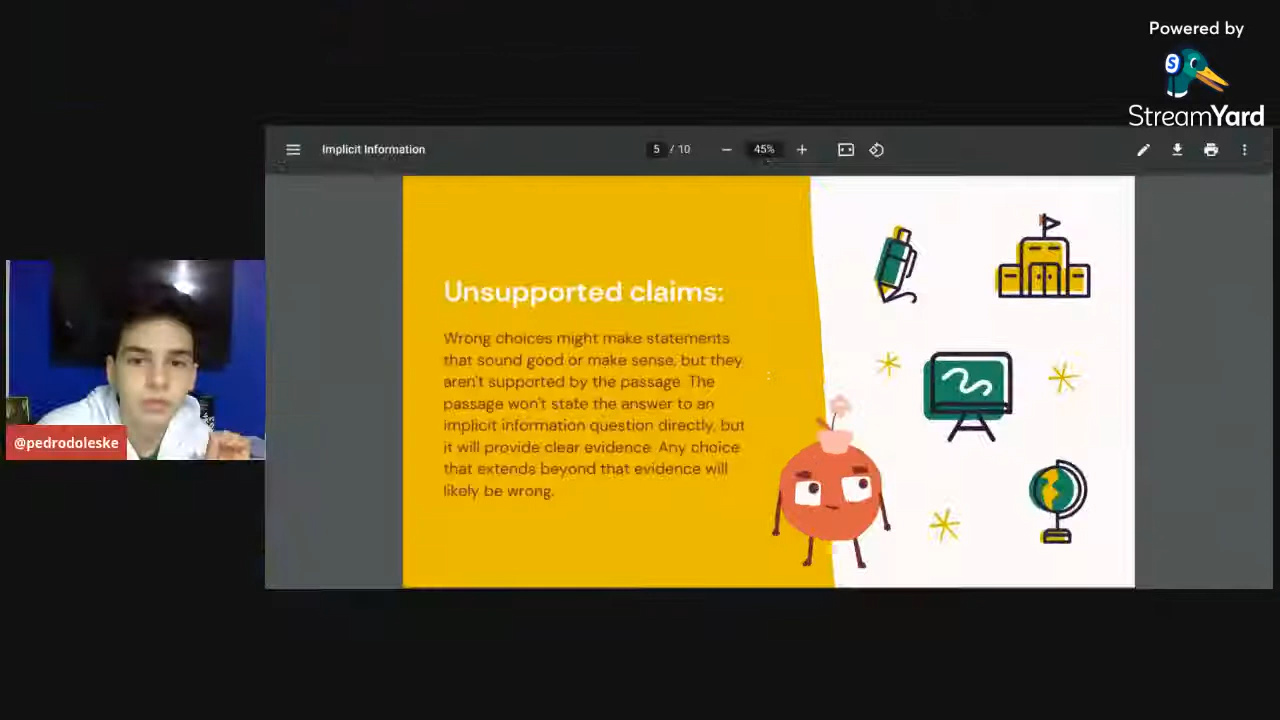 Powered by
StreamYard
Implicit Information
5 / 10
45%
Unsupported claims:
Wrong choices might make statements
that sound good or make sense, but they
aren't supported by the passage. The
passage won't state the answer to an
implicit information question directly, but
it will provide clear evidence. Any choice
that extends beyond that evidence will
likely be wrong.
@pedrodoleske